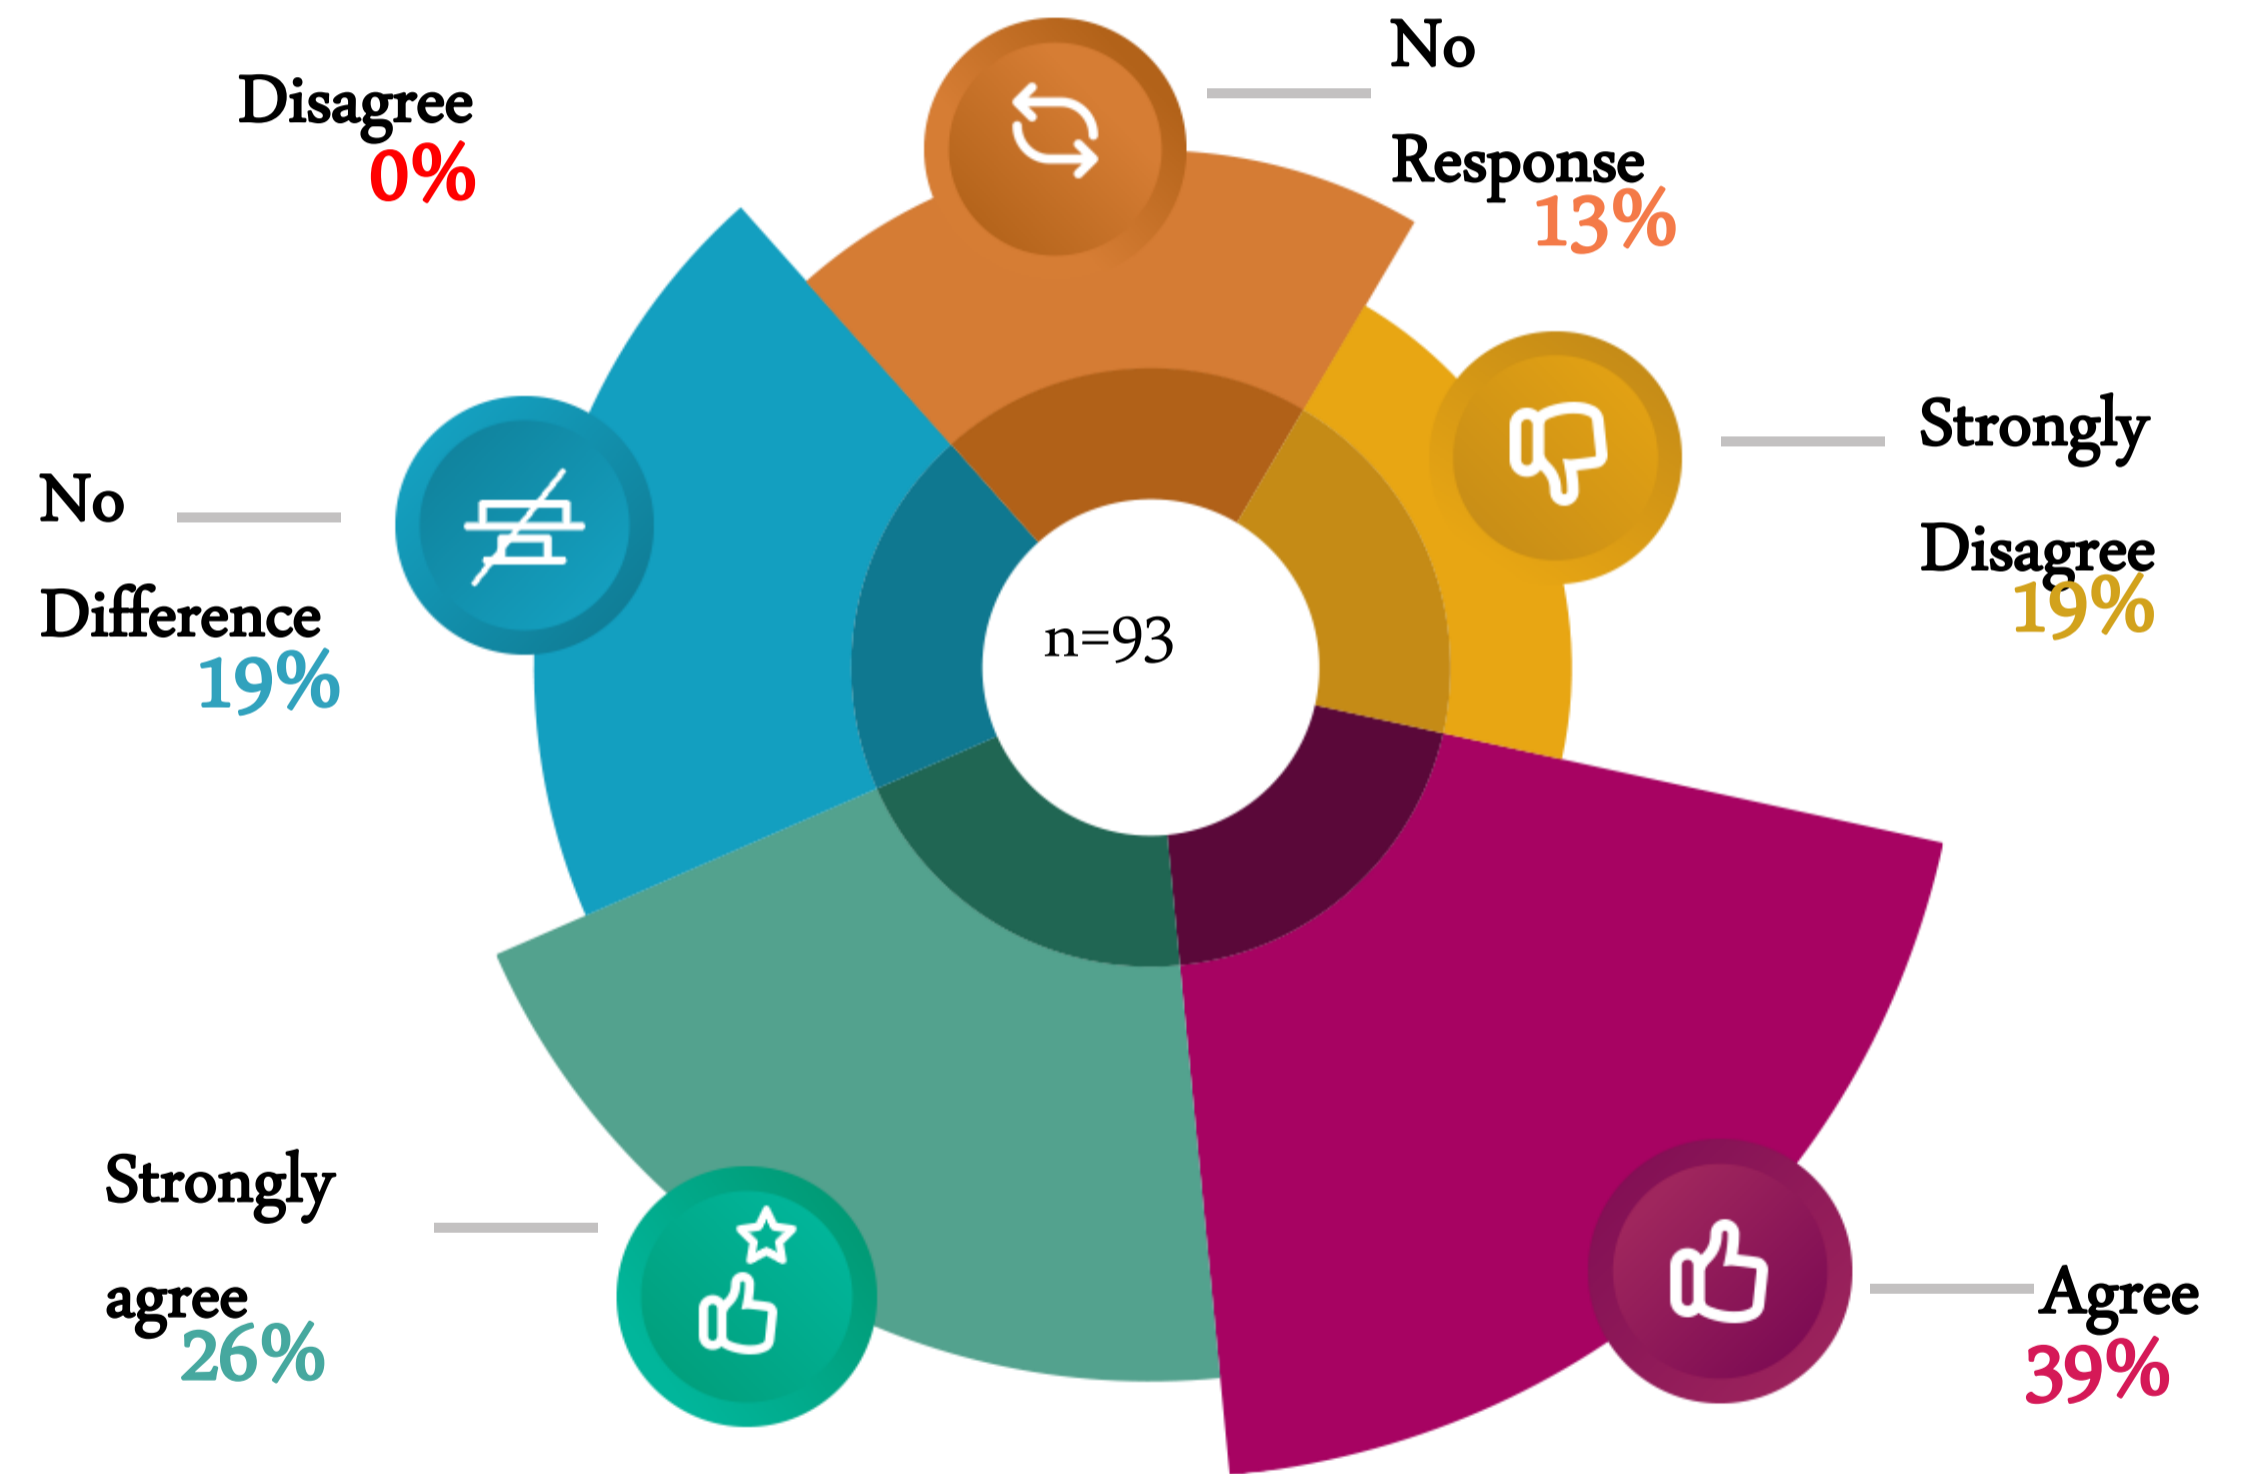 Disagree
0%
No
Response
13%
Strongly
Disagree
19%
No
Difference
19%
n=93
Strongly
agree
26%
Agree
39%